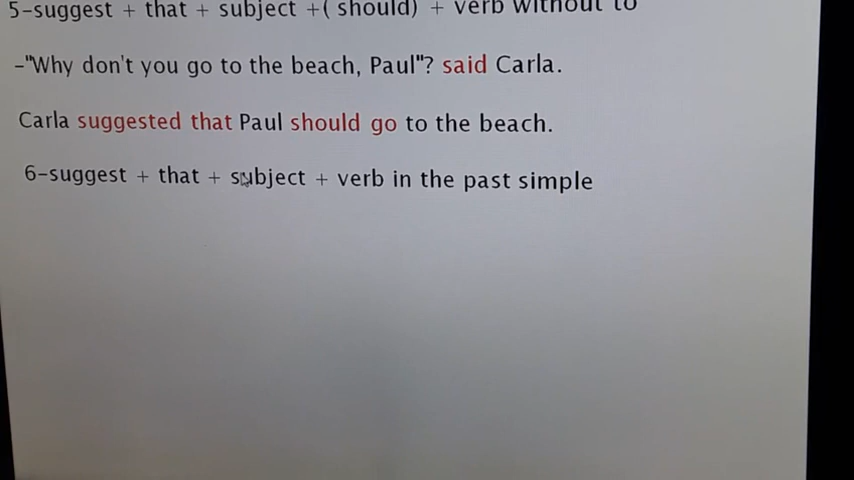 5-suggest + that + subject +( should) + verb without to
-"Why don't you go to the beach, Paul"? said Carla.
Carla suggested that Paul should go to the beach.
6-suggest + that + subject + verb in the past simple